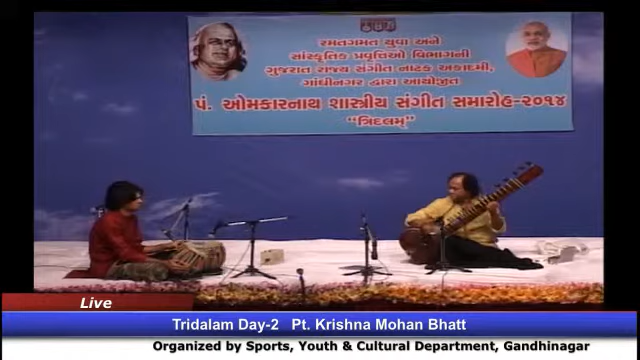 રમતગમત યુવા અને
સાંસ્કૃતિક પ્રવૃત્તિઓ વિભાગની
ગુજરાત રાજ્ય સંગીત નાટક અકાદમી,
ગાંધીનગર દ્વારા આયોજીત
પં. ઓમકારનાથ શાસ્ત્રીય સંગીત સમારોહ-૨૦૧૪
“ત્રિદલમ્”
Live
Tridalam Day-2 Pt. Krishna Mohan Bhatt
Organized by Sports, Youth & Cultural Department, Gandhinagar